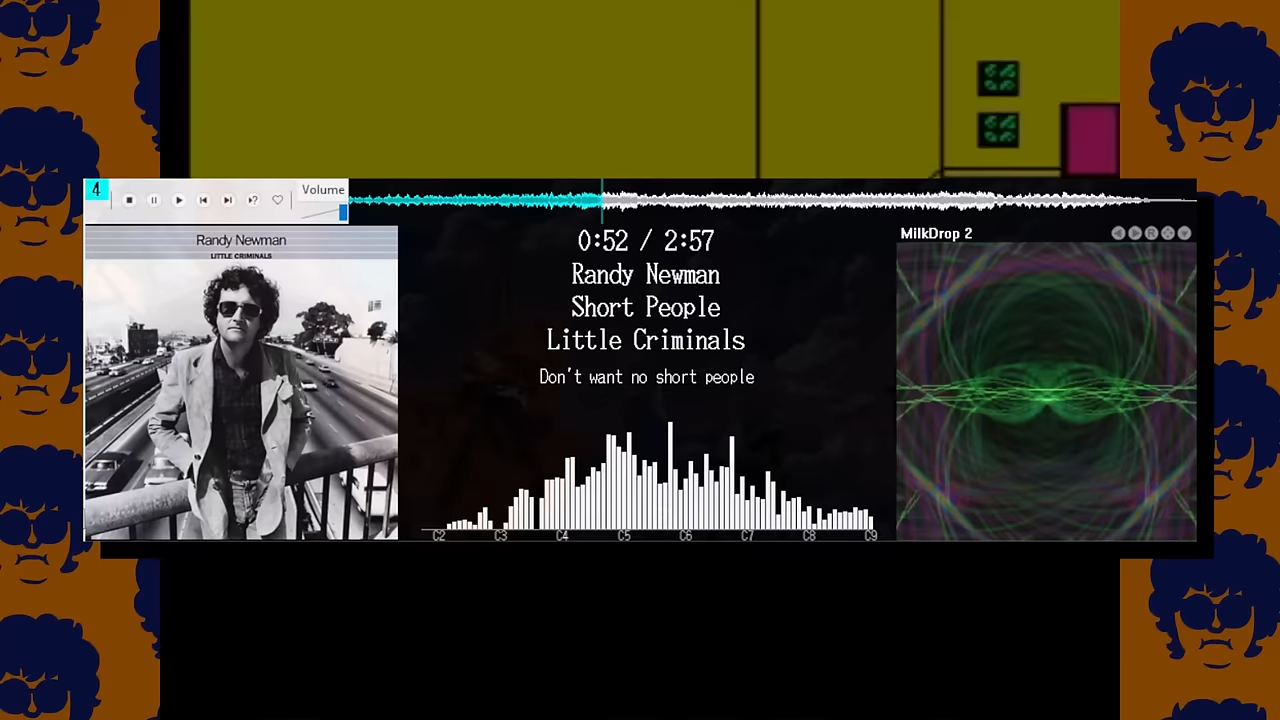 4
Volume
0:52 / 2:57
Randy Newman
Short People
Little Criminals
Don't want no short people
Randy Newman
LITTLE CRIMINALS
MilkDrop 2
C2 C3 C4 C5 C6 C7 C8 C9